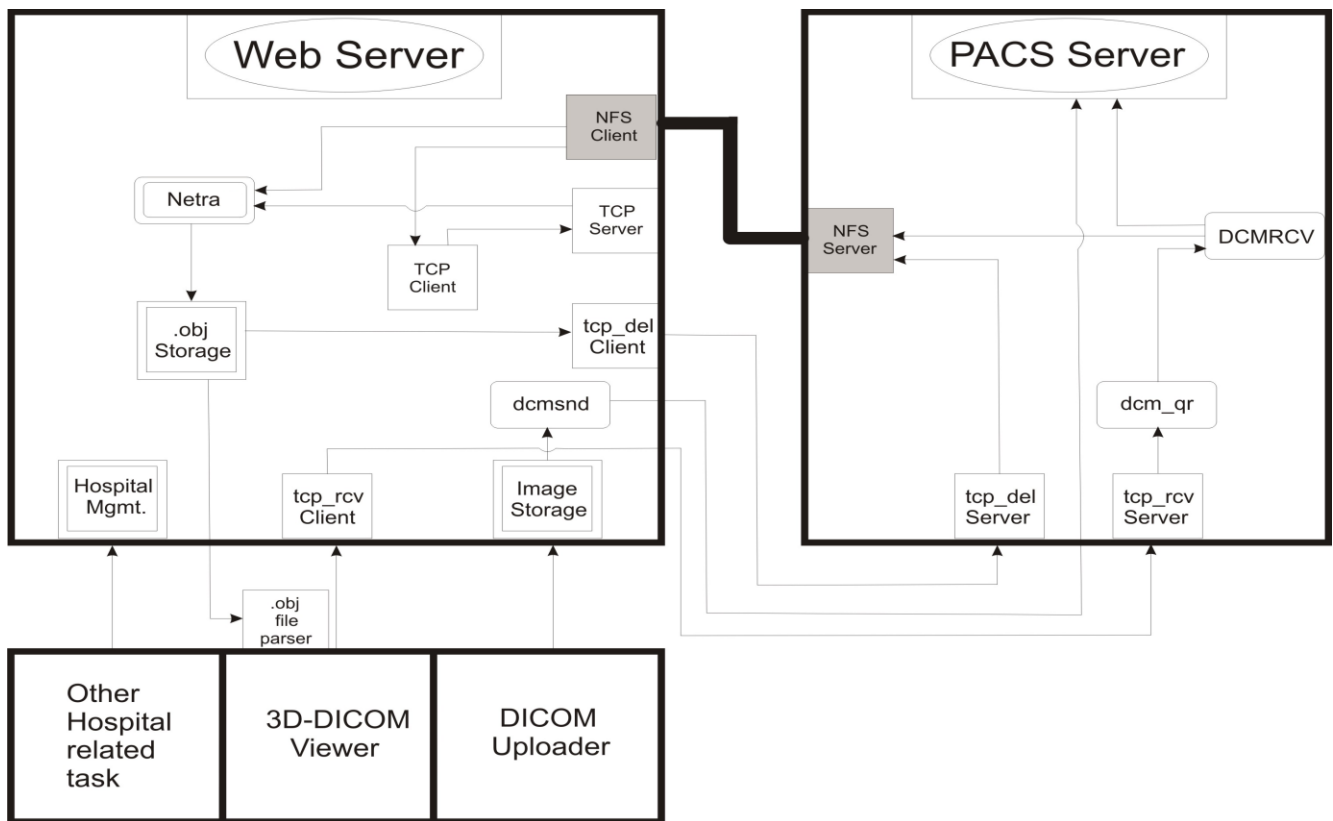 Web Server
PACS Server
NFS
Client
Netra
TCP
Server
TCP
Client
NFS
Server
DCMRCV
.obj
Storage
tcp_del
Client
dcmsnd
dcm_qr
Hospital
Mgmt.
tcp_rcv
Client
Image
Storage
tcp_del
Server
tcp_rcv
Server
.obj
file
parser
Other
Hospital
related
task
3D-DICOM
Viewer
DICOM
Uploader